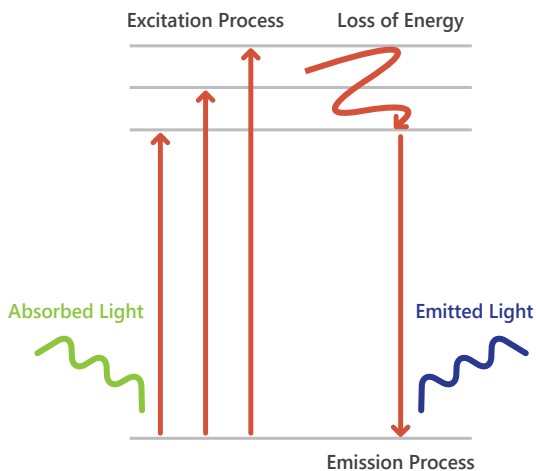 Excitation Process
Loss of Energy
Absorbed Light
Emitted Light
Emission Process